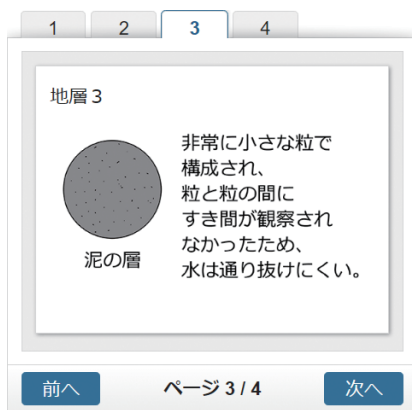 1 2 3 4
地層3
非常に小さな粒で
構成され、
粒と粒の間に
すき間が観察され
なかったため、
水は通り抜けにくい。
泥の層
前へ ページ 3 / 4 次へ